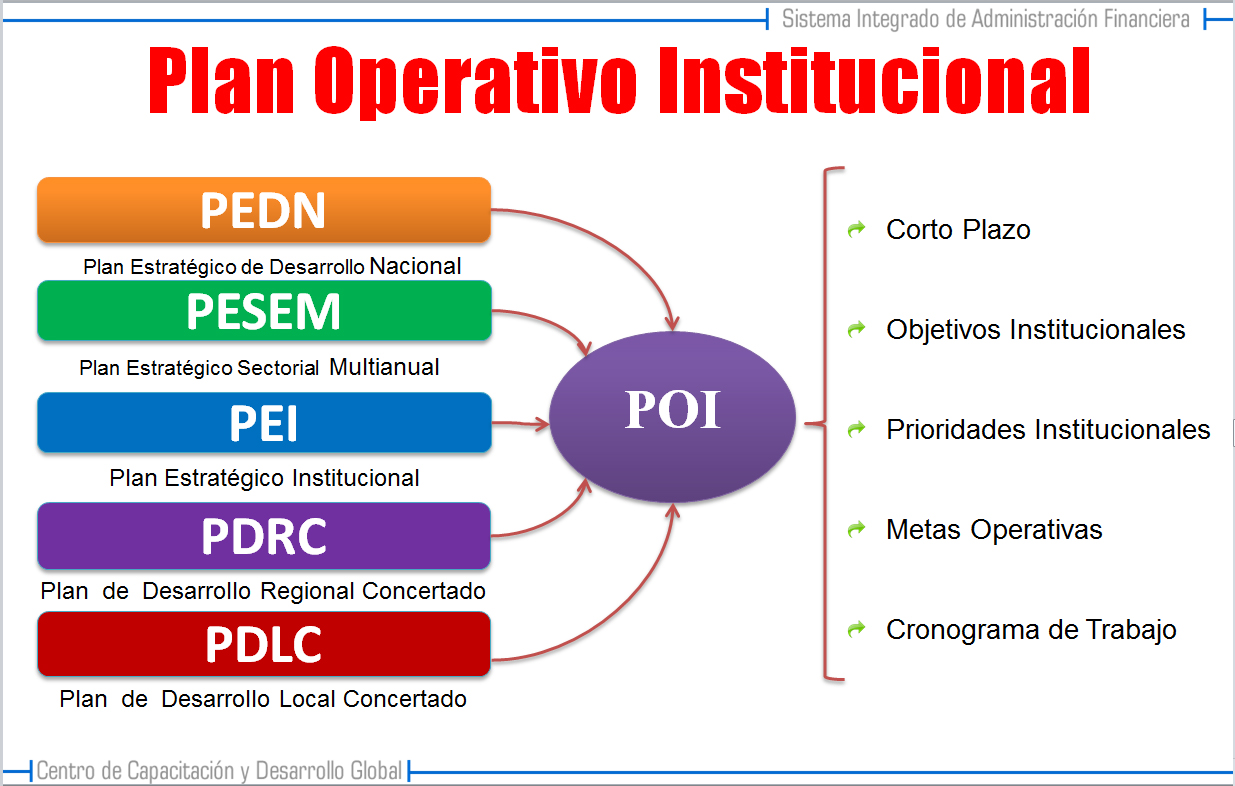 Sistema Integrado de Administración Financiera
Plan Operativo Institucional
PEDN
Plan Estratégico de Desarrollo Nacional
PESEM
Plan Estratégico Sectorial Multianual
PEI
Plan Estratégico Institucional
PDRC
Plan de Desarrollo Regional Concertado
PDLC
Plan de Desarrollo Local Concertado
POI
Corto Plazo
Objetivos Institucionales
Prioridades Institucionales
Metas Operativas
Cronograma de Trabajo
Centro de Capacitación y Desarrollo Global